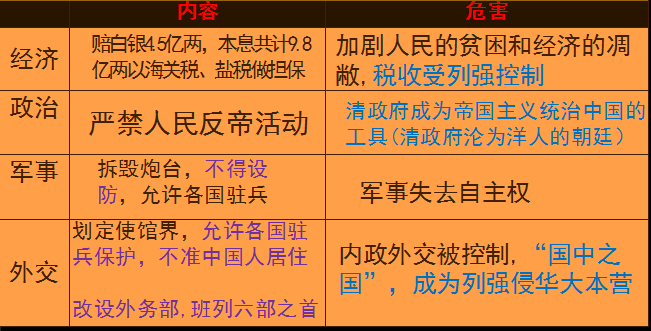 内容
危害
经济
赔白银4.5亿两，本息共计9.8
亿两以海关税、盐税做担保
加剧人民的贫困和经济的凋
敝,税收受列强控制
政治
严禁人民反帝活动
清政府成为帝国主义统治中国的
工具(清政府沦为洋人的朝廷）
军事
拆毁炮台，不得设
防，允许各国驻兵
军事失去自主权
外交
划定使馆界，允许各国驻
兵保护，不准中国人居住
改设外务部,班列六部之首
内政外交被控制,“国中之
国”，成为列强侵华大本营